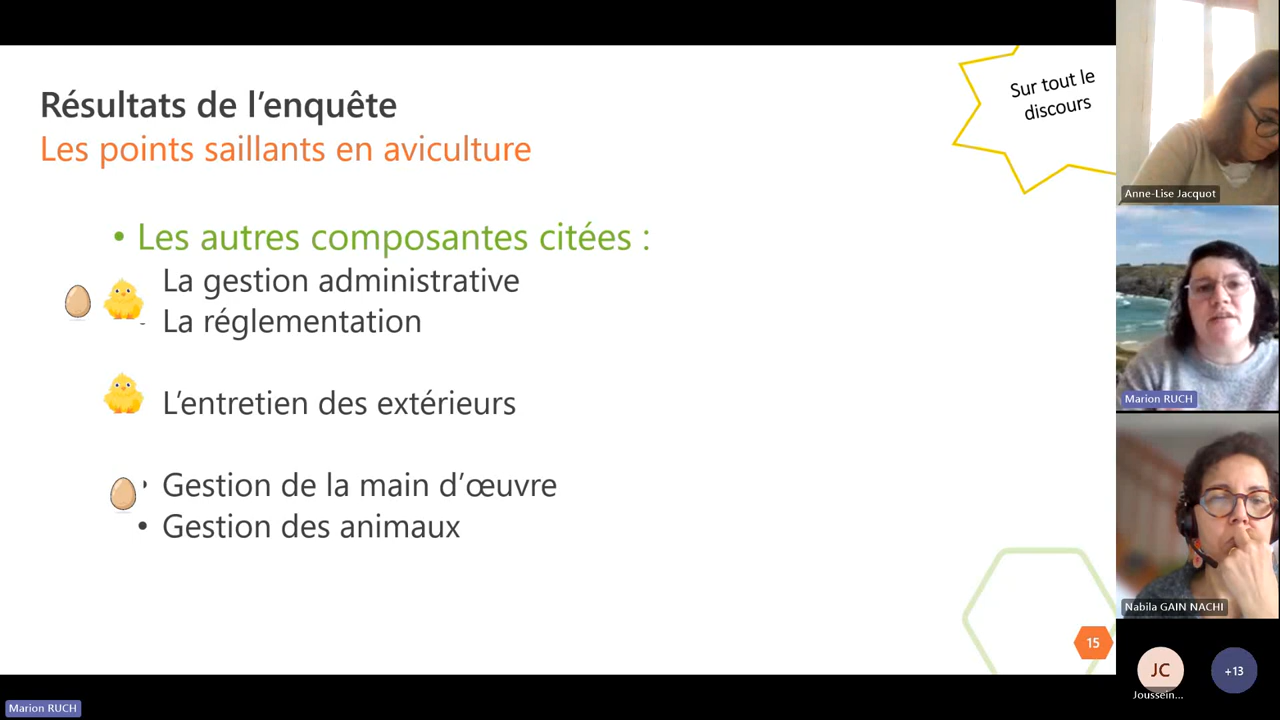 Résultats de l’enquête
Les points saillants en aviculture
Sur tout le
discours
• Les autres composantes citées :
La gestion administrative
- La réglementation
L’entretien des extérieurs
Gestion de la main d’œuvre
• Gestion des animaux
15
Anne-Lise Jacquot
Marion RUCH
Nabila GAIN NACHI
JC
Joussein...
+13
Marion RUCH